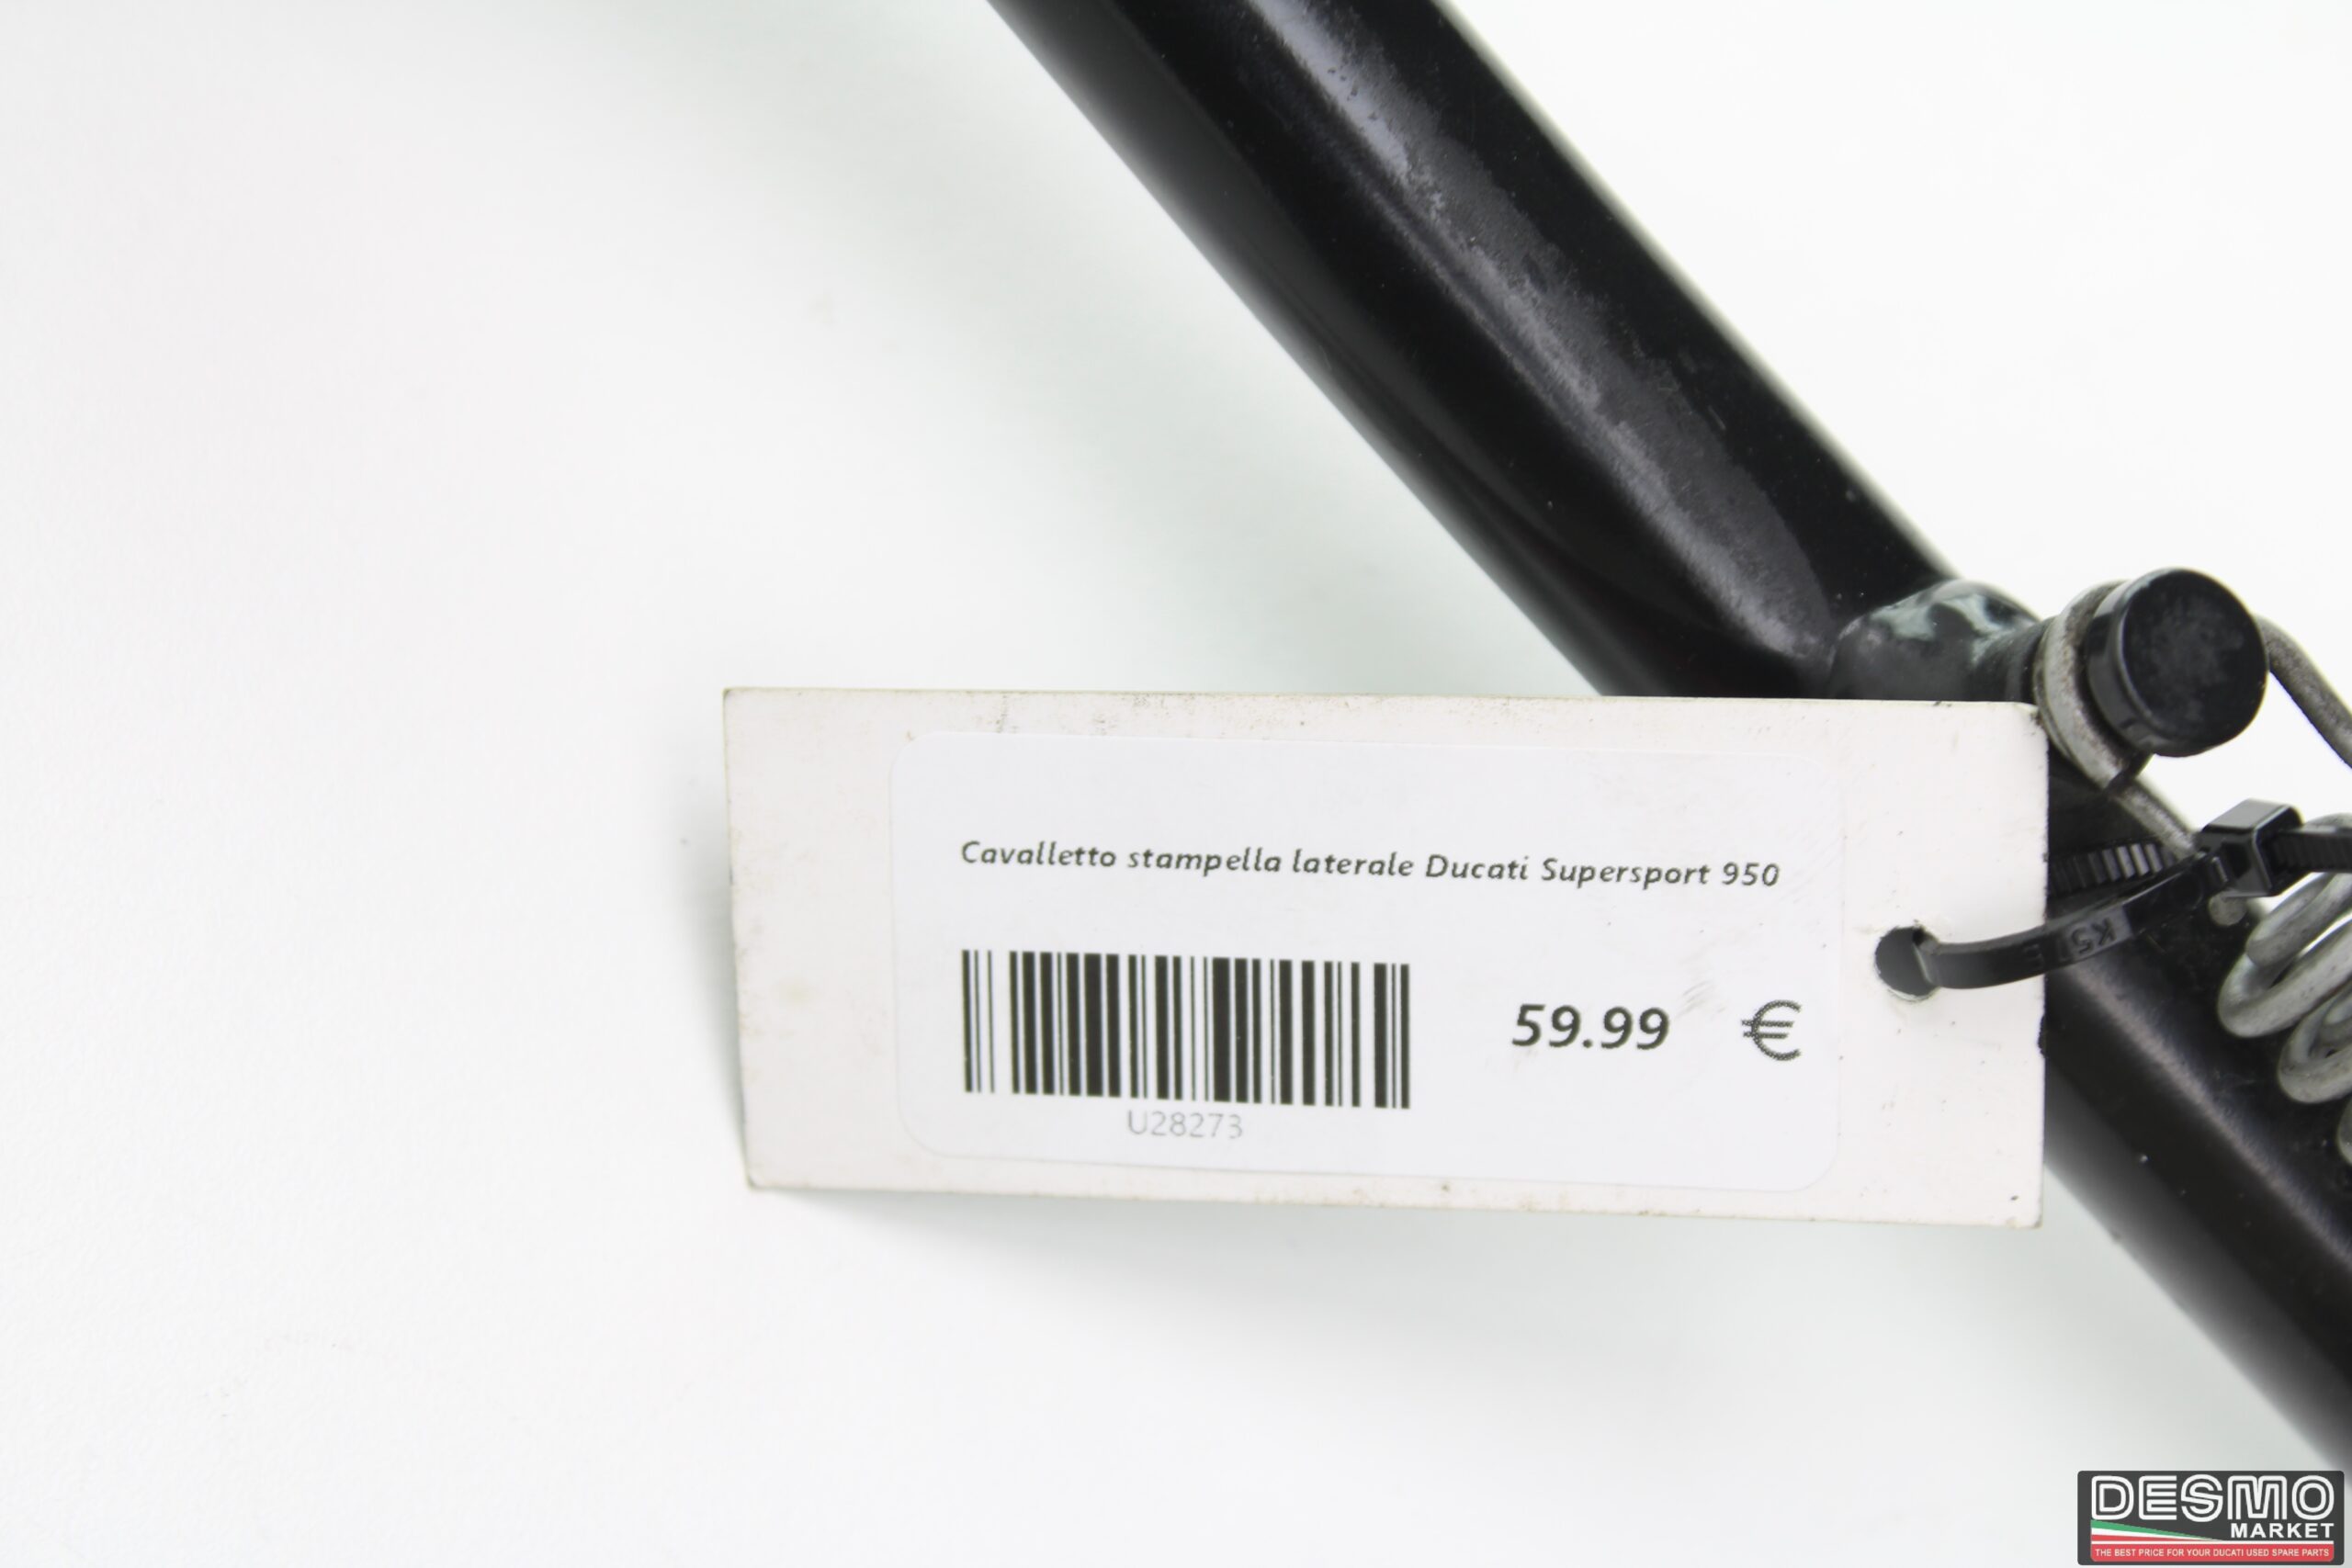 Cavalletto stampella laterale Ducati Supersport 950
59.99 €
U28273
DESMO
MARKET
THE BEST PRICE FOR YOUR DUCATI USED SPARE PARTS